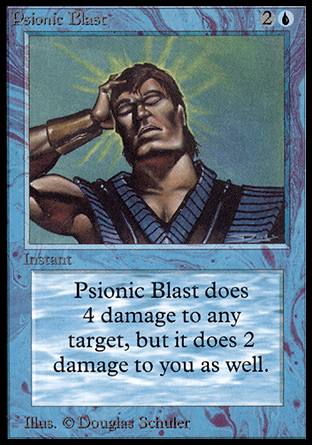 Psionic Blast 2
Instant
Psionic Blast does
4 damage to any
target, but it does 2
damage to you as well.
Illus. © Douglas Schuler